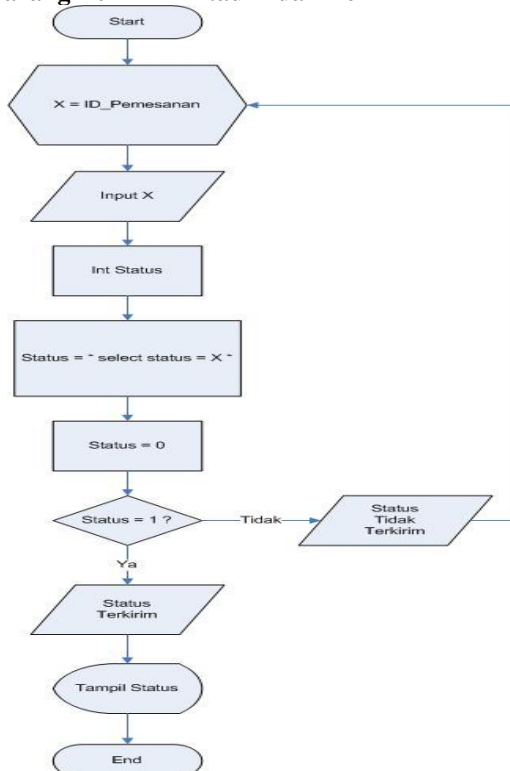 Start
X = ID_Pemesanan
Input X
Int Status
Status = " select status = X "
Status = 0
Status = 1 ?
Tidak
Status
Tidak
Terkirim
Ya
Status
Terkirim
Tampil Status
End